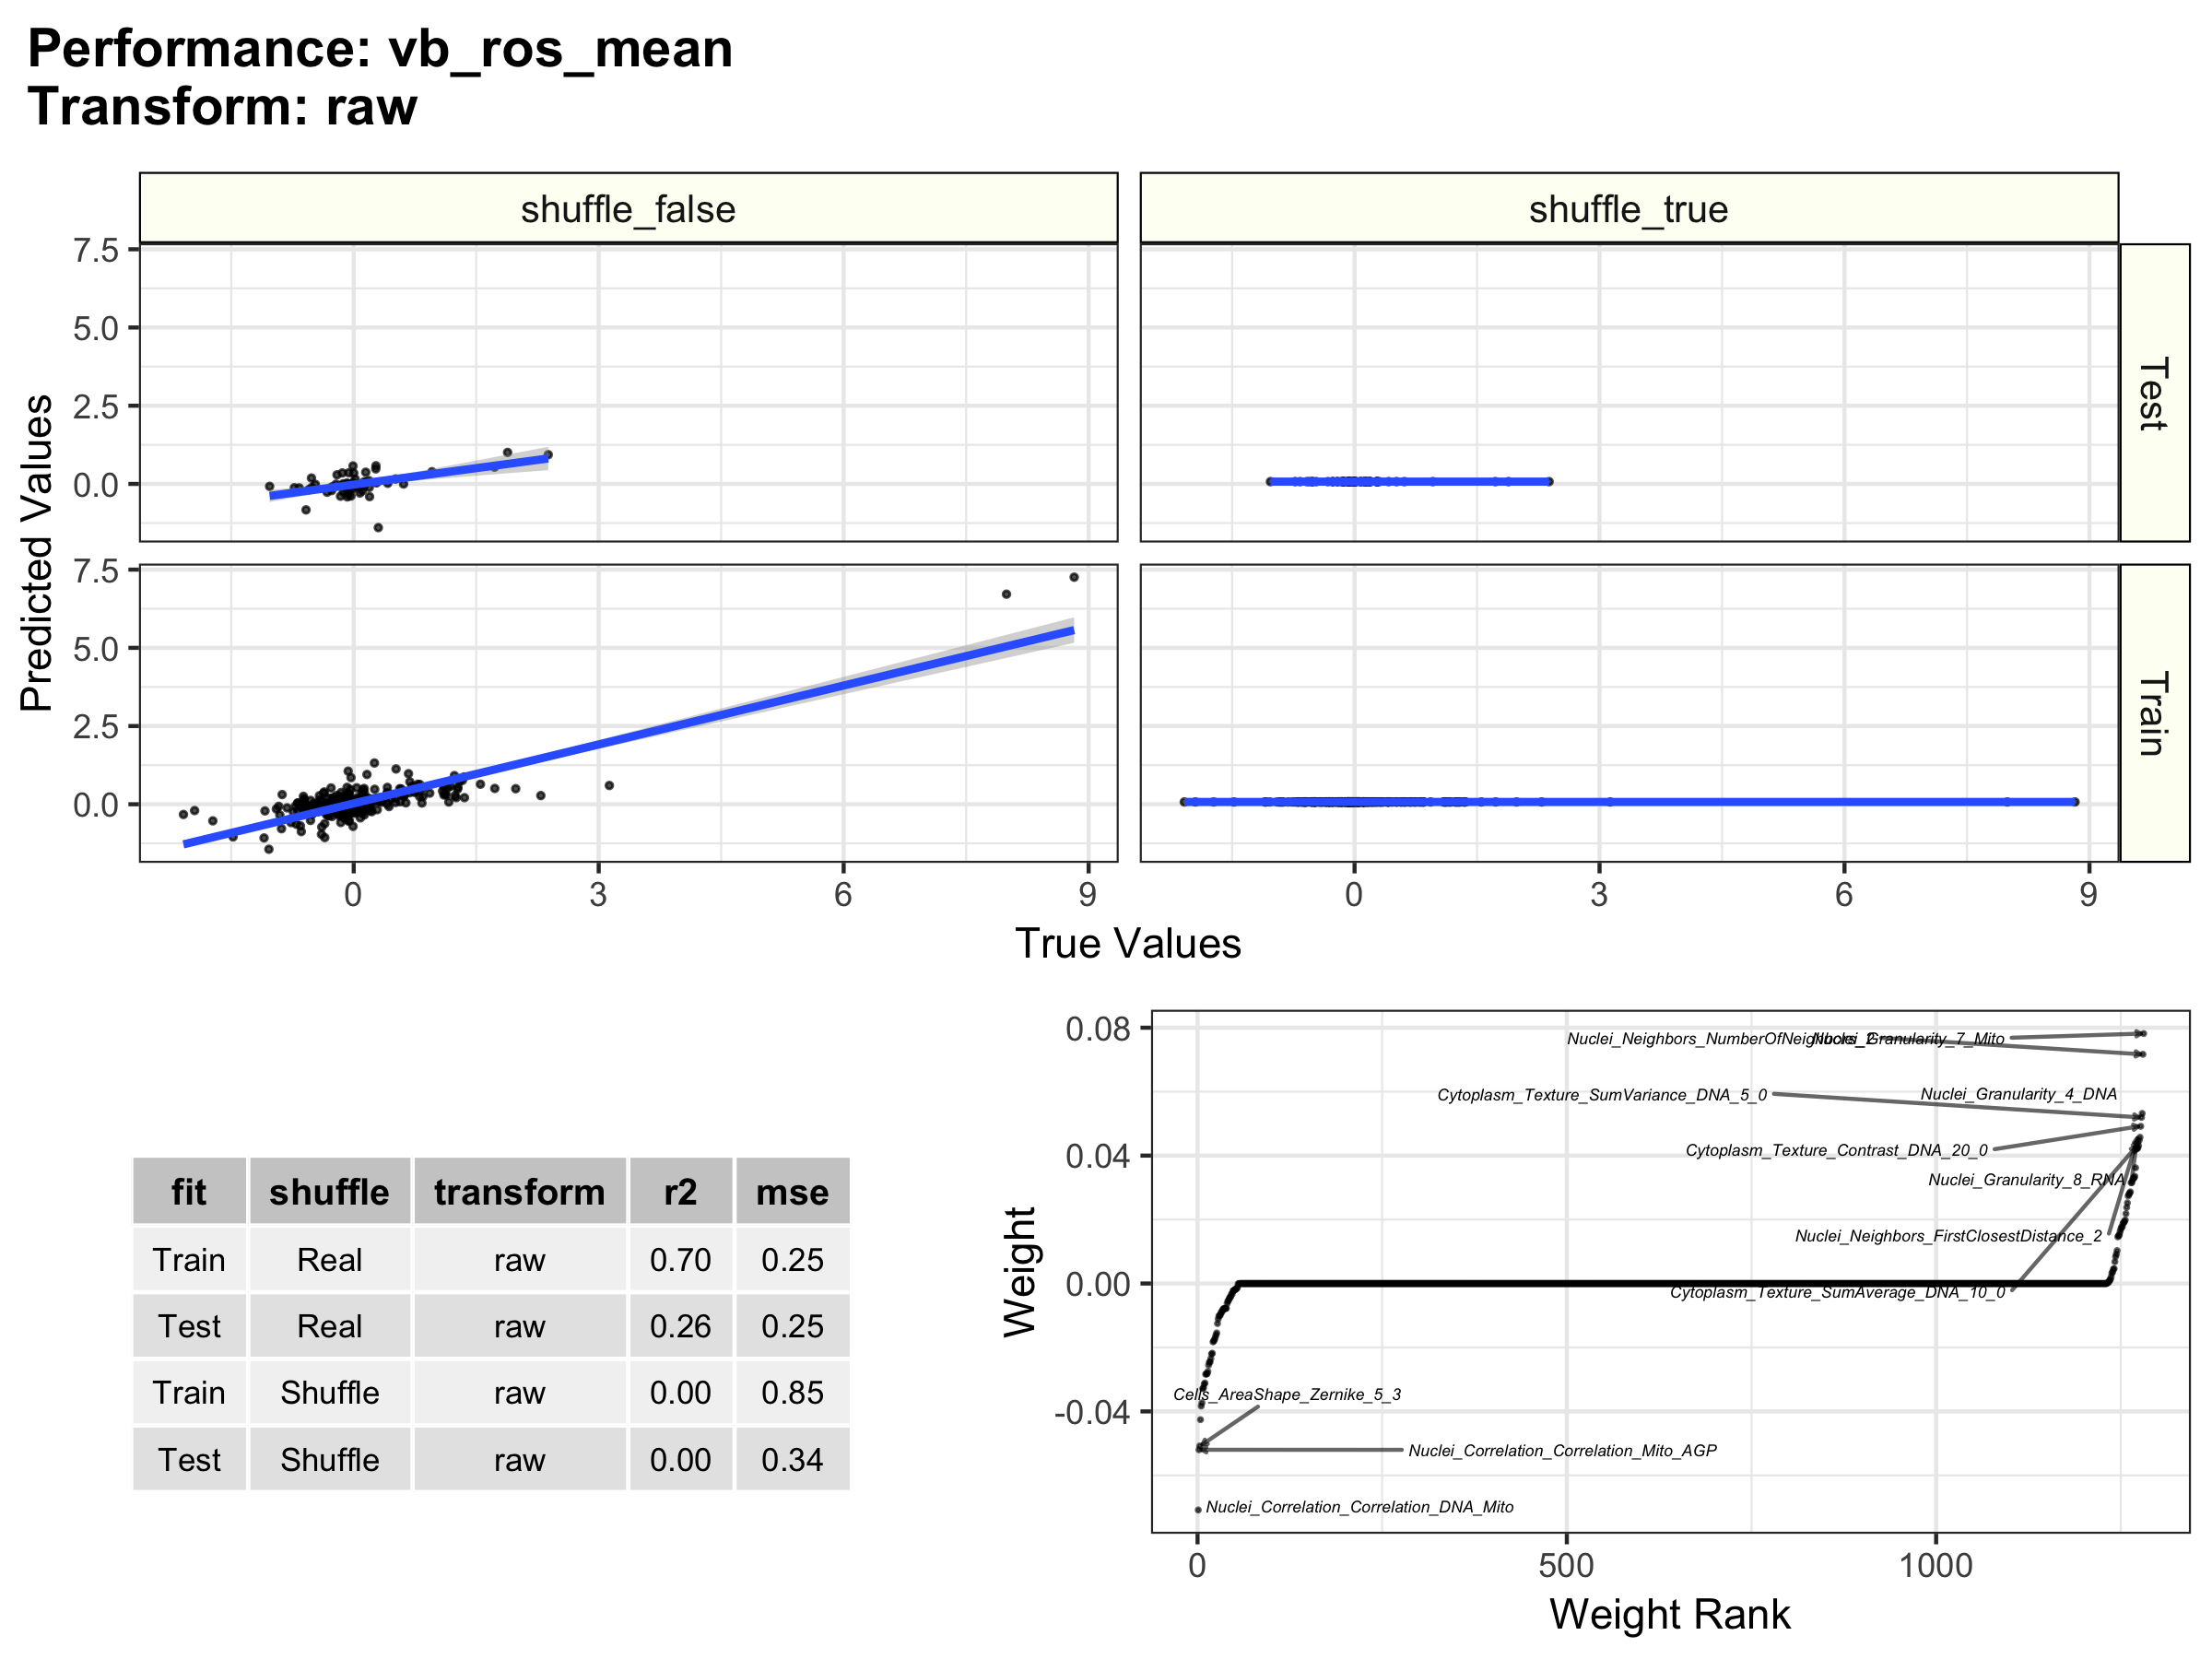 Performance: vb_ros_mean
Transform: raw
shuffle_false
shuffle_true
7.5
5.0
2.5
0.0
Test
7.5
5.0
2.5
0.0
Train
Predicted Values
0
3
6
9
0
3
6
9
True Values
fit shuffle transform r2 mse
Train Real raw 0.70 0.25
Test Real raw 0.26 0.25
Train Shuffle raw 0.00 0.85
Test Shuffle raw 0.00 0.34
Weight
0.08
0.04
0.00
-0.04
Nuclei_Neighbors_NumberOfNeighbors_2
Nuclei_Granularity_7_Mito
Cytoplasm_Texture_SumVariance_DNA_5_0
Nuclei_Granularity_4_DNA
Cytoplasm_Texture_Contrast_DNA_20_0
Nuclei_Granularity_8_RNA
Nuclei_Neighbors_FirstClosestDistance_2
Cytoplasm_Texture_SumAverage_DNA_10_0
Cells_AreaShape_Zernike_5_3
Nuclei_Correlation_Correlation_Mito_AGP
Nuclei_Correlation_Correlation_DNA_Mito
0
500
1000
Weight Rank